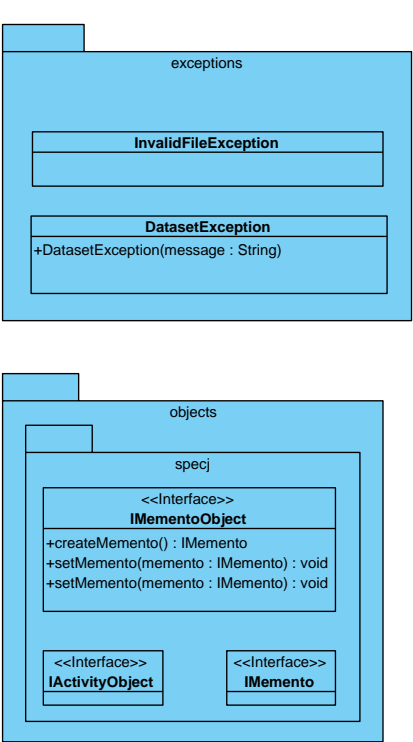 exceptions
InvalidFileException
DatasetException
+DatasetException(message : String)
objects
specj
<<Interface>>
IMementoObject
+createMemento() : IMemento
+setMemento(memento : IMemento) : void
+setMemento(memento : IMemento) : void
<<Interface>>
IActivityObject
<<Interface>>
IMemento